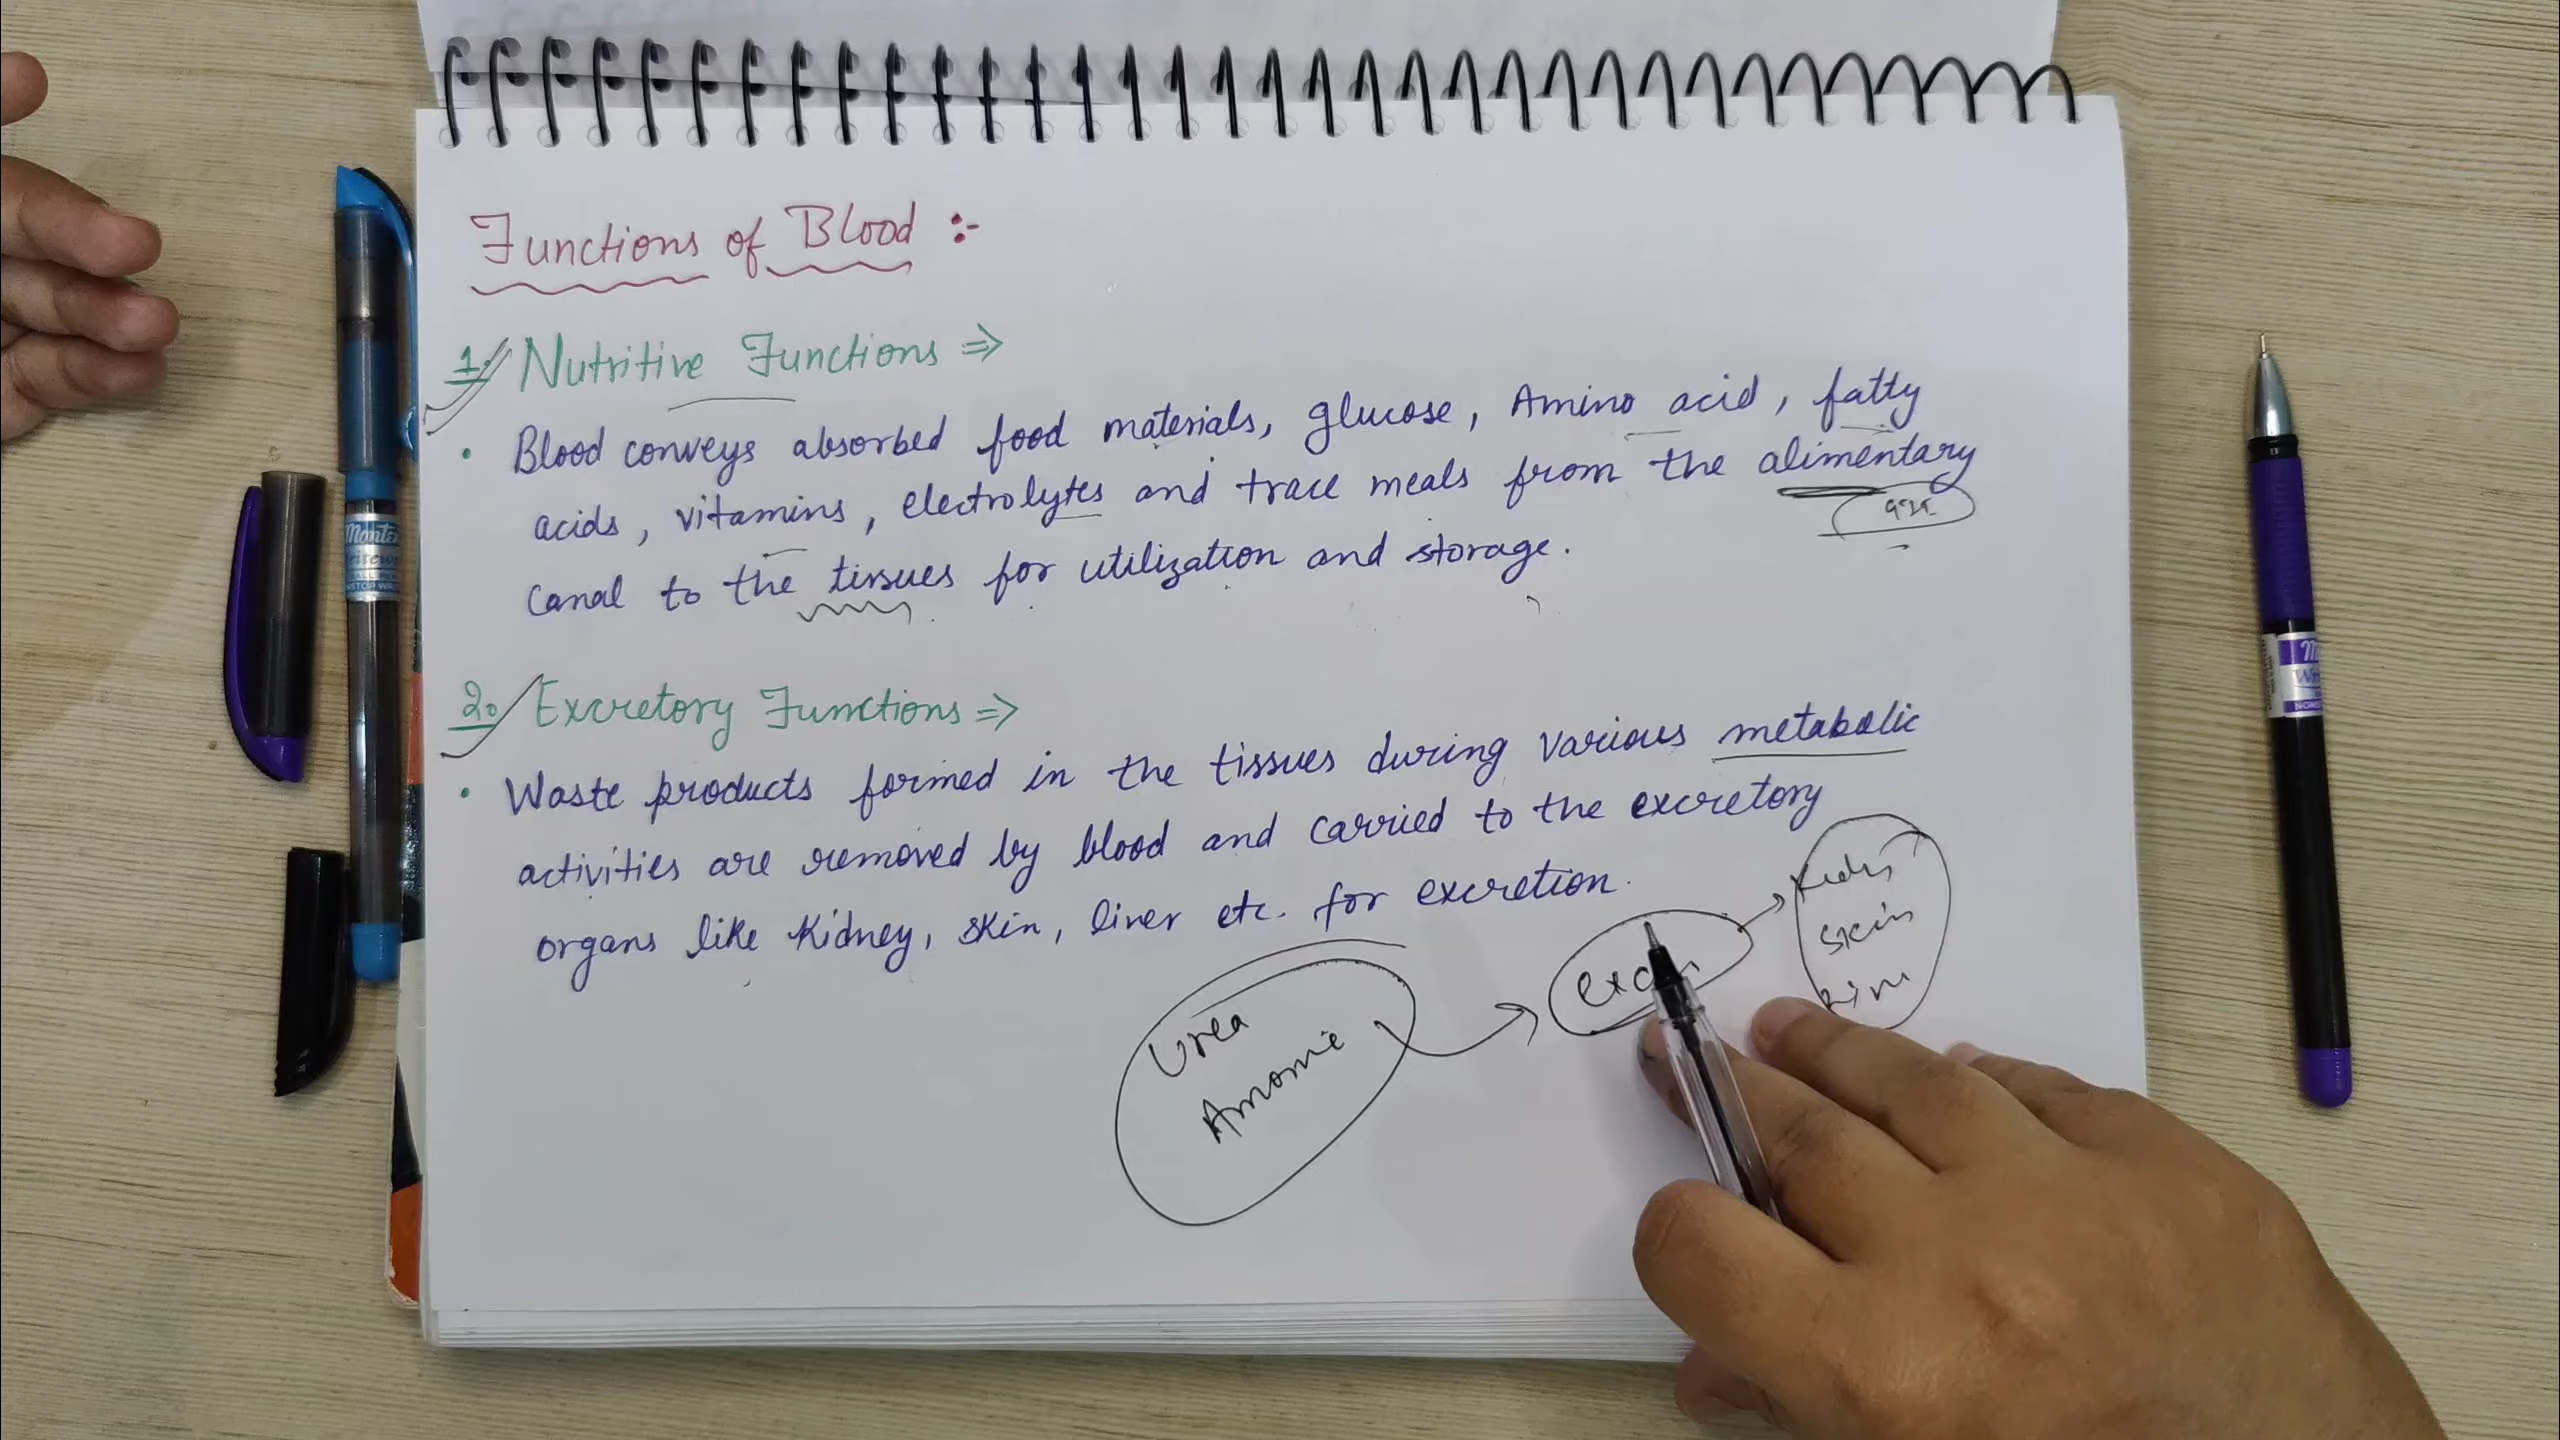 Functions of Blood :-
1. Nutritive Functions ⇒
• Blood conveys absorbed food materials, glucose, Amino acid, fatty
acids, vitamins, electrolytes and trace meals from the alimentary
canal to the tissues for utilization and storage.
2. Excretory Functions ⇒
• Waste products formed in the tissues during various metabolic
activities are removed by blood and carried to the excretory
organs like Kidney, skin, liver etc. for excretion.
Skin
Urea
Amonie